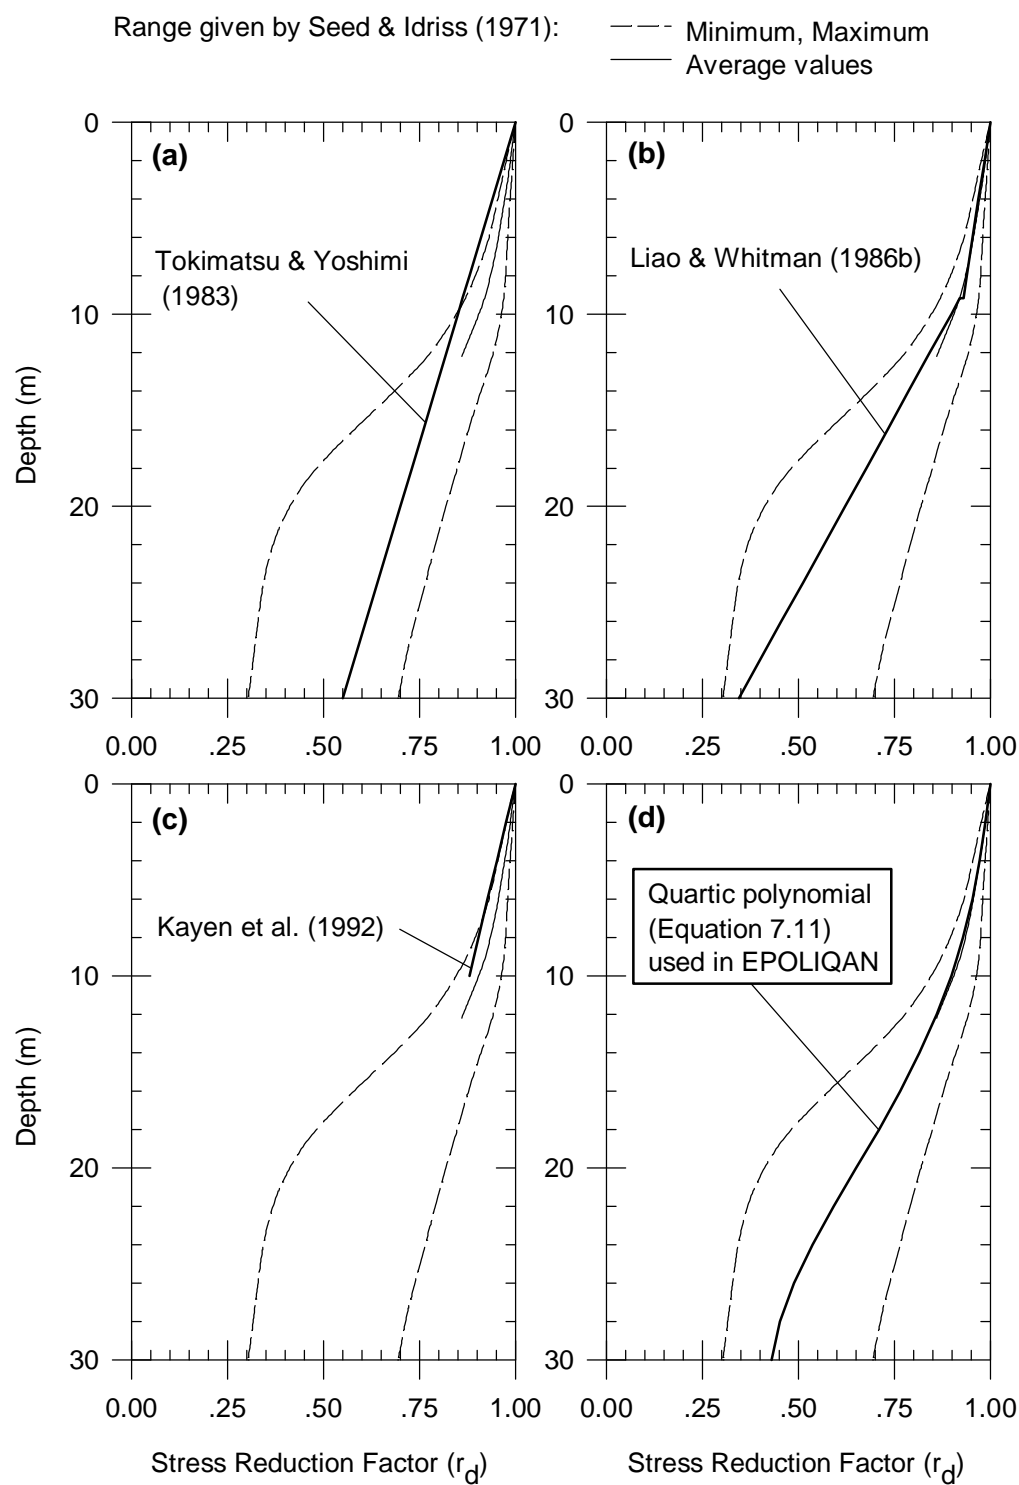 Range given by Seed & Idriss (1971):
Minimum, Maximum
Average values
(a)
Tokimatsu & Yoshimi
(1983)
0
10
20
30
Depth (m)
0.00 .25 .50 .75 1.00
(b)
Liao & Whitman (1986b)
0
10
20
30
0.00 .25 .50 .75 1.00
(c)
Kayen et al. (1992)
0
10
20
30
Depth (m)
0.00 .25 .50 .75 1.00
Stress Reduction Factor (rd)
(d)
Quartic polynomial
(Equation 7.11)
used in EPOLIQAN
0
10
20
30
0.00 .25 .50 .75 1.00
Stress Reduction Factor (rd)